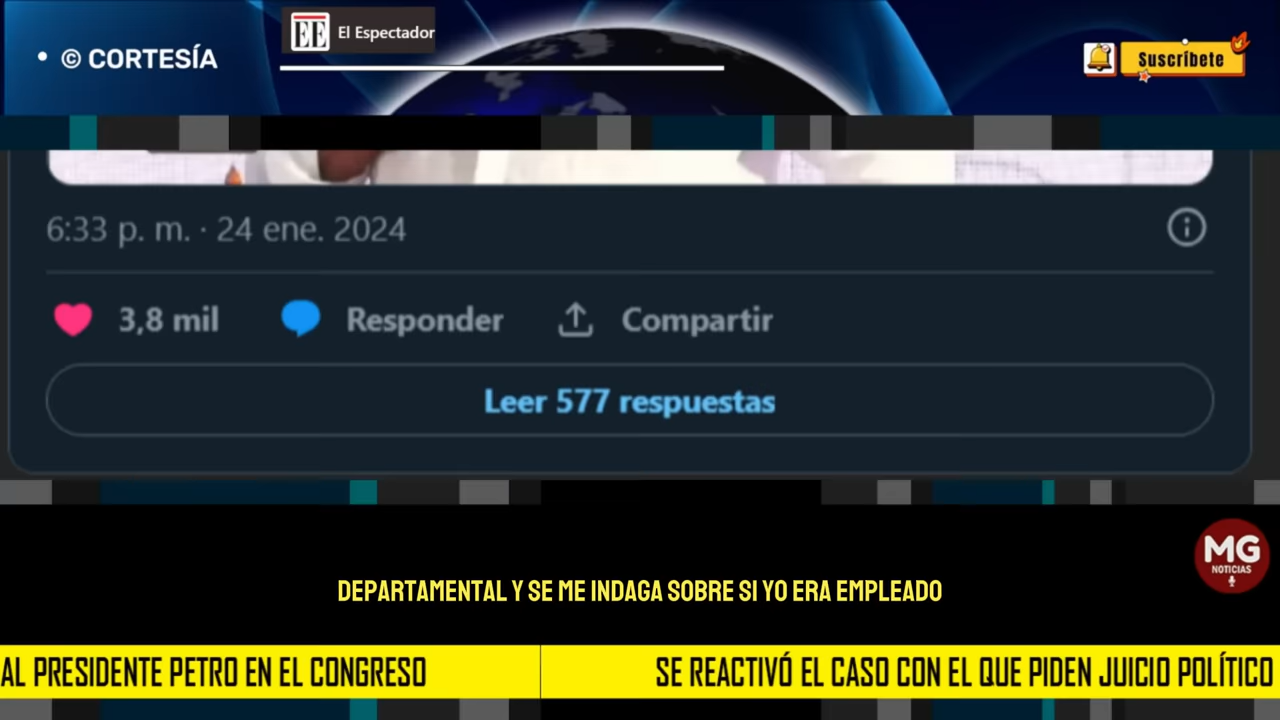 • © CORTESÍA
EE
El Espectador
Suscríbete
6:33 p. m. · 24 ene. 2024
3,8 mil
Responder
Compartir
Leer 577 respuestas
MG
NOTICIAS
DEPARTAMENTAL Y SE ME INDAGA SOBRE SI YO ERA EMPLEADO
AL PRESIDENTE PETRO EN EL CONGRESO
SE REACTIVÓ EL CASO CON EL QUE PIDEN JUICIO POLÍTICO